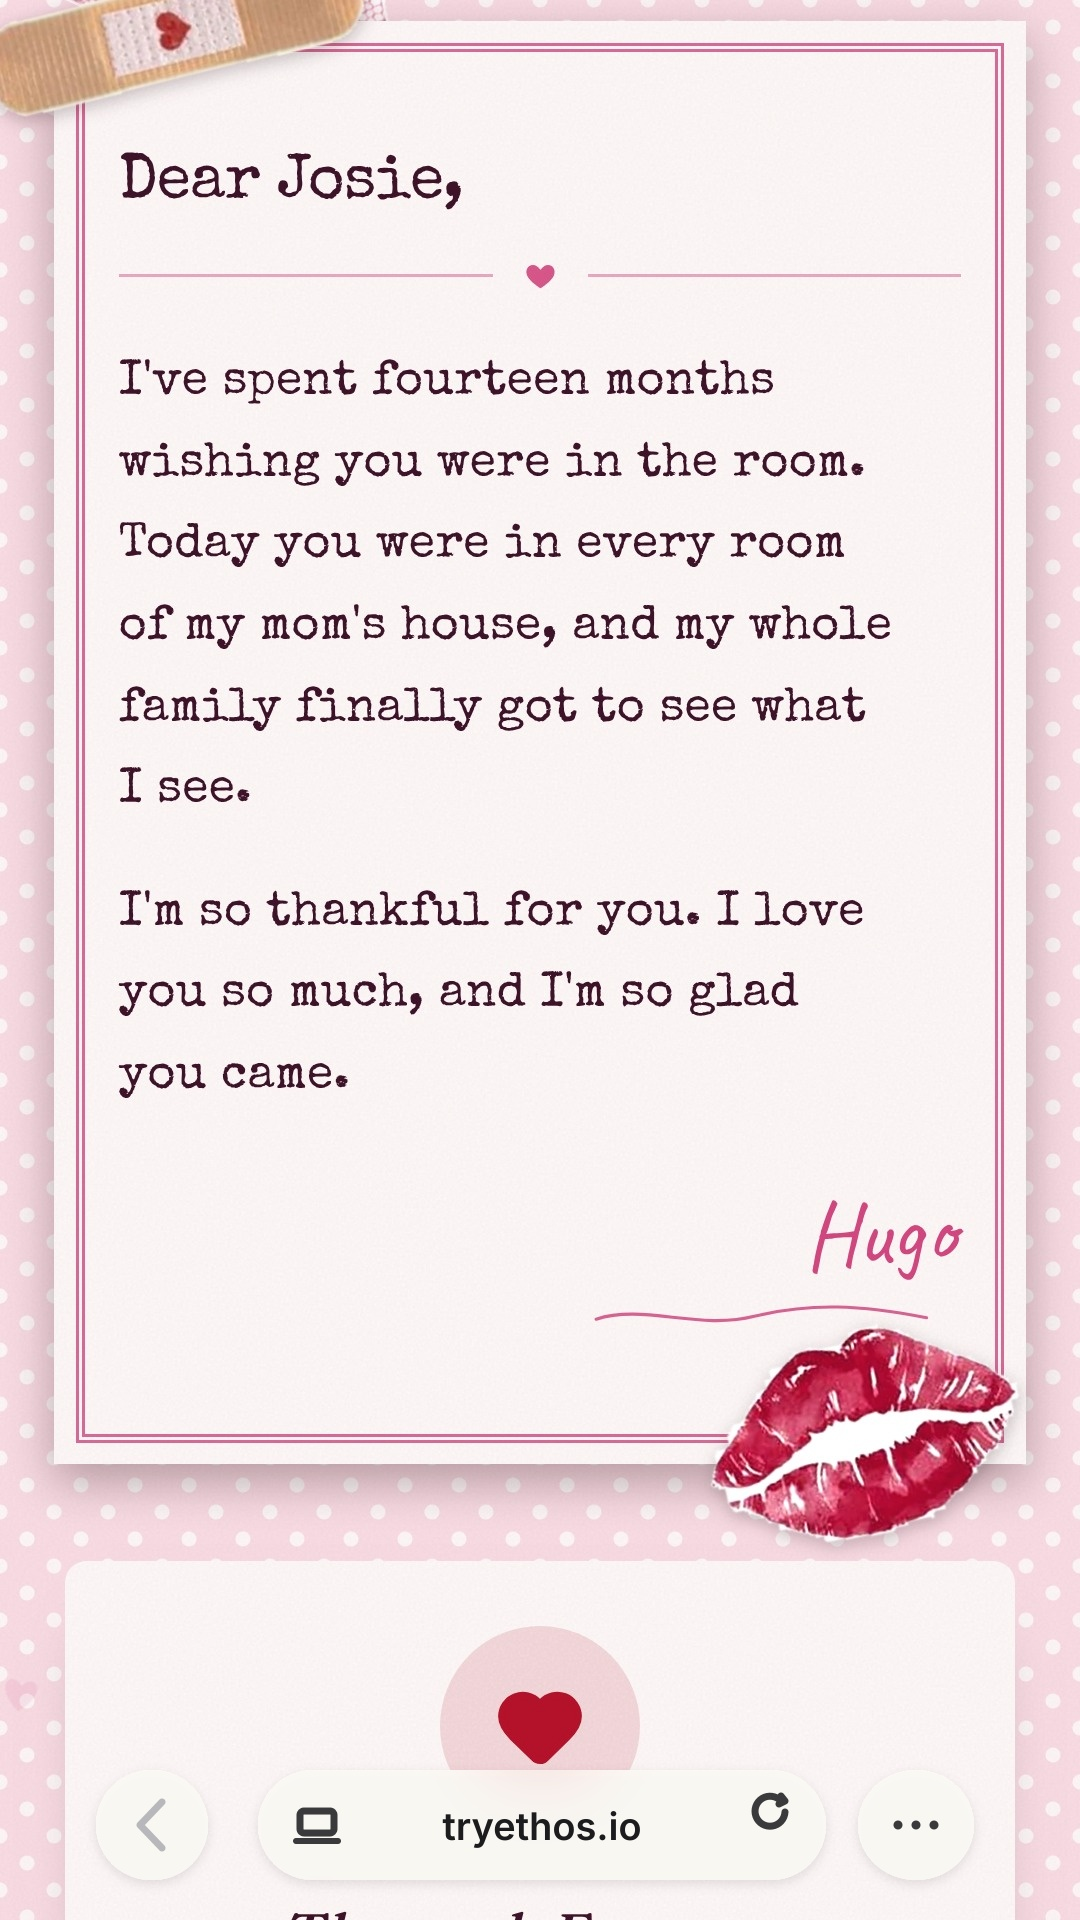 Dear Josie,
I've spent fourteen months
wishing you were in the room.
Today you were in every room
of my mom's house, and my whole
family finally got to see what
I see.
I'm so thankful for you. I love
you so much, and I'm so glad
you came.
Hugo
tryethos.io